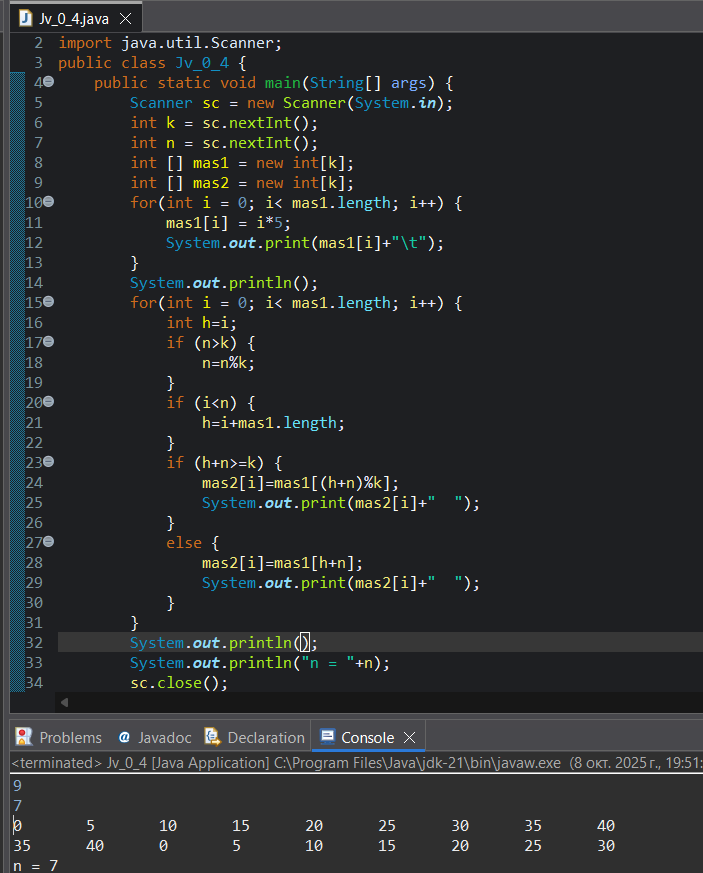 Jv_0_4.java
2 import java.util.Scanner;
3 public class Jv_0_4 {
4 public static void main(String[] args) {
5 Scanner sc = new Scanner(System.in);
6 int k = sc.nextInt();
7 int n = sc.nextInt();
8 int [] mas1 = new int[k];
9 int [] mas2 = new int[k];
10 for(int i = 0; i< mas1.length; i++) {
11 mas1[i] = i*5;
12 System.out.print(mas1[i]+"\t");
13 }
14 System.out.println();
15 for(int i = 0; i< mas1.length; i++) {
16 int h=i;
17 if (n>k) {
18 n=n%k;
19 }
20 if (i<n) {
21 h=i+mas1.length;
22 }
23 if (h+n>=k) {
24 mas2[i]=mas1[(h+n)%k];
25 System.out.print(mas2[i]+"  ");
26 }
27 else {
28 mas2[i]=mas1[h+n];
29 System.out.print(mas2[i]+"  ");
30 }
31 }
32 System.out.println();
33 System.out.println("n = "+n);
34 sc.close();
Problems Javadoc Declaration Console
<terminated> Jv_0_4 [Java Application] C:\Program Files\Java\jdk-21\bin\javaw.exe (8 окт. 2025 г., 19:51:
9
7
0 5 10 15 20 25 30 35 40
35 40 0 5 10 15 20 25 30
n = 7